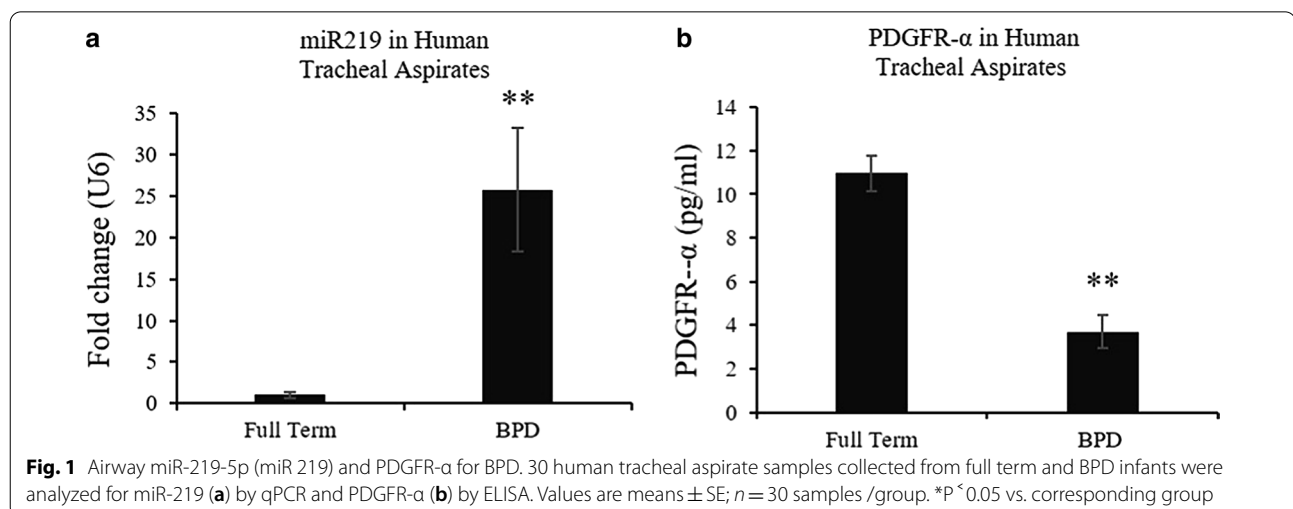 a
miR219 in Human
Tracheal Aspirates
**
35
30
25
20
15
10
5
0
Fold change (U6)
Full Term
BPD
b
PDGFR-α in Human
Tracheal Aspirates
14
12
10
8
6
4
2
0
PDGFR--α (pg/ml)
**
Full Term
BPD
Fig. 1 Airway miR-219-5p (miR 219) and PDGFR-α for BPD. 30 human tracheal aspirate samples collected from full term and BPD infants were
analyzed for miR-219 (a) by qPCR and PDGFR-α (b) by ELISA. Values are means ± SE; n = 30 samples /group. *P < 0.05 vs. corresponding group